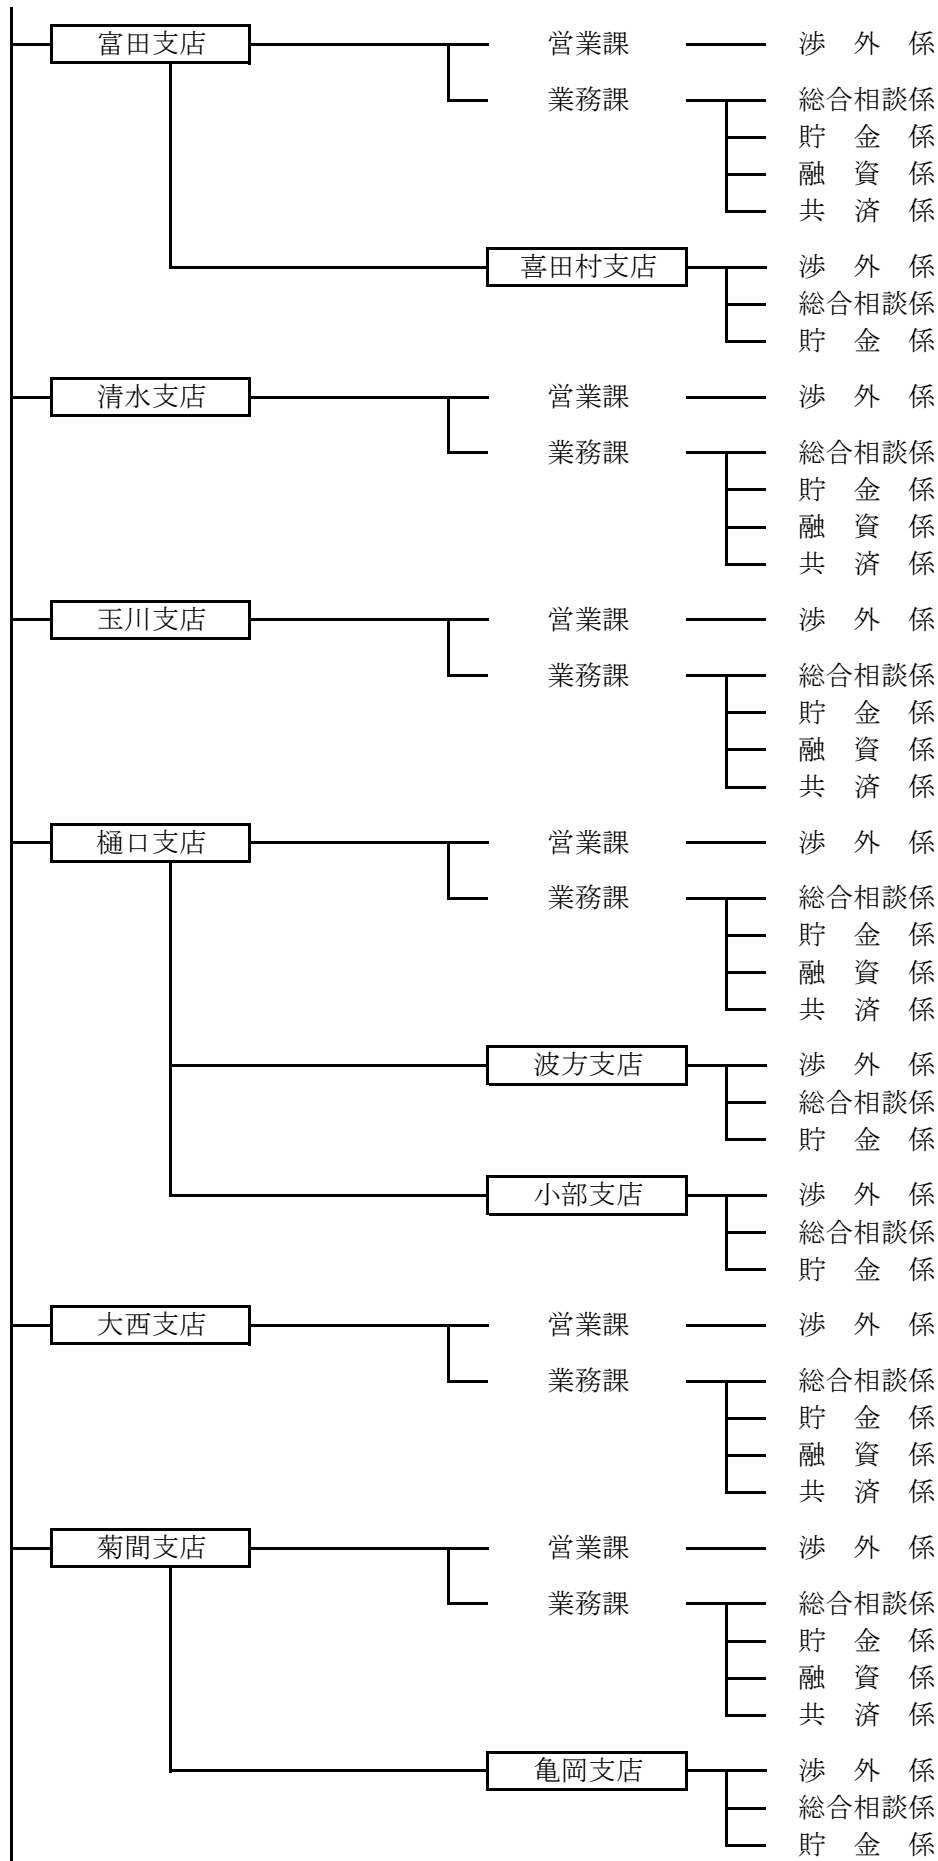 富田支店 営業課 渉外係
業務課 総合相談係
貯金係
融資係
共済係
喜田村支店 渉外係
総合相談係
貯金係
清水支店 営業課 渉外係
業務課 総合相談係
貯金係
融資係
共済係
玉川支店 営業課 渉外係
業務課 総合相談係
貯金係
融資係
共済係
樋口支店 営業課 渉外係
業務課 総合相談係
貯金係
融資係
共済係
波方支店 渉外係
総合相談係
貯金係
小部支店 渉外係
総合相談係
貯金係
大西支店 営業課 渉外係
業務課 総合相談係
貯金係
融資係
共済係
菊間支店 営業課 渉外係
業務課 総合相談係
貯金係
融資係
共済係
亀岡支店 渉外係
総合相談係
貯金係